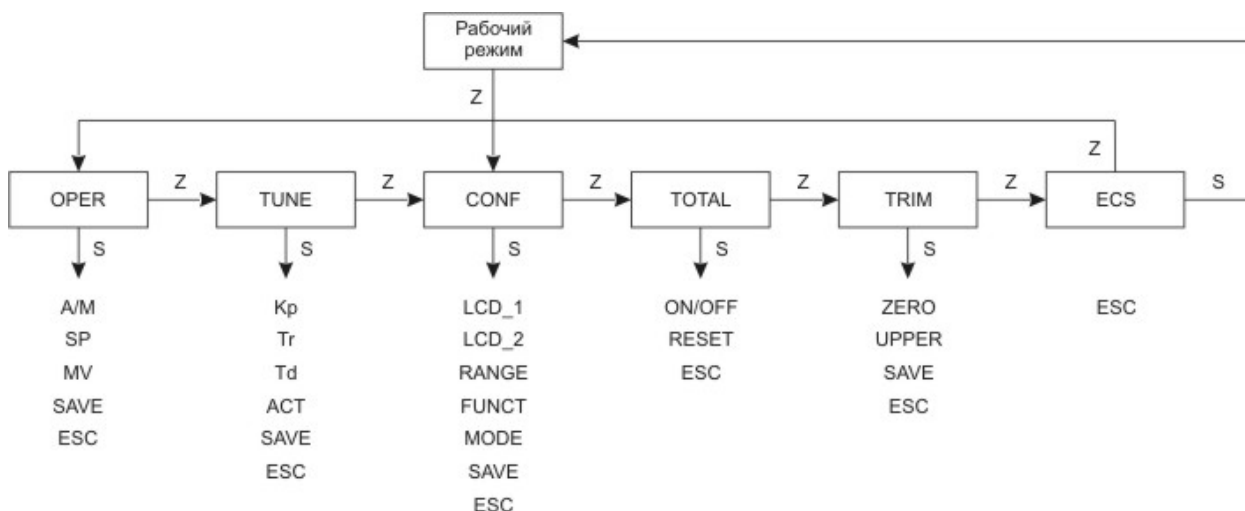 Рабочий
режим
Z
Z
OPER
Z
TUNE
Z
CONF
Z
TOTAL
Z
TRIM
Z
ECS
S
S
S
S
S
S
A/M
SP
MV
SAVE
ESC
Kp
Tr
Td
ACT
SAVE
ESC
LCD_1
LCD_2
RANGE
FUNCT
MODE
SAVE
ESC
ON/OFF
RESET
ESC
ZERO
UPPER
SAVE
ESC
ESC